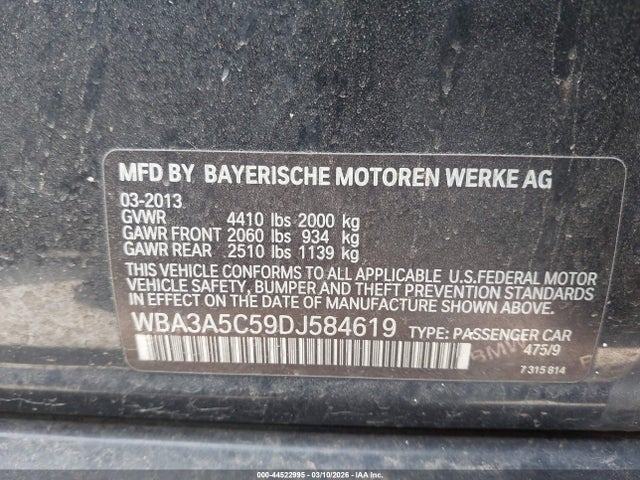 MFD BY BAYERISCHE MOTOREN WERKE AG
03-2013
GVWR 4410 lbs 2000 kg
GAWR FRONT 2060 lbs 934 kg
GAWR REAR 2510 lbs 1139 kg
THIS VEHICLE CONFORMS TO ALL APPLICABLE U.S.FEDERAL MOTOR
VEHICLE SAFETY, BUMPER AND THEFT PREVENTION STANDARDS
IN EFFECT ON THE DATE OF MANUFACTURE SHOWN ABOVE.
WBA3A5C59DJ584619 TYPE: PASSENGER CAR
475/9
BMW
7 315 814
000-44522995 - 03/10/2026 - IAA Inc.